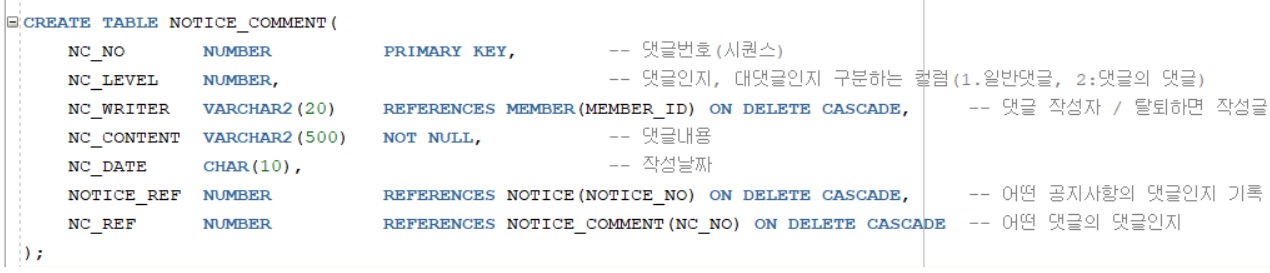 CREATE TABLE NOTICE_COMMENT(
NC_NO NUMBER PRIMARY KEY, -- 댓글번호(시퀀스)
NC_LEVEL NUMBER, -- 댓글인지, 대댓글인지 구분하는 컬럼(1.일반댓글, 2:댓글의 댓글)
NC_WRITER VARCHAR2(20) REFERENCES MEMBER(MEMBER_ID) ON DELETE CASCADE, -- 댓글 작성자 / 탈퇴하면 작성글
NC_CONTENT VARCHAR2(500) NOT NULL, -- 댓글내용
NC_DATE CHAR(10), -- 작성날짜
NOTICE_REF NUMBER REFERENCES NOTICE(NOTICE_NO) ON DELETE CASCADE, -- 어떤 공지사항의 댓글인지 기록
NC_REF NUMBER REFERENCES NOTICE_COMMENT(NC_NO) ON DELETE CASCADE -- 어떤 댓글의 댓글인지
);